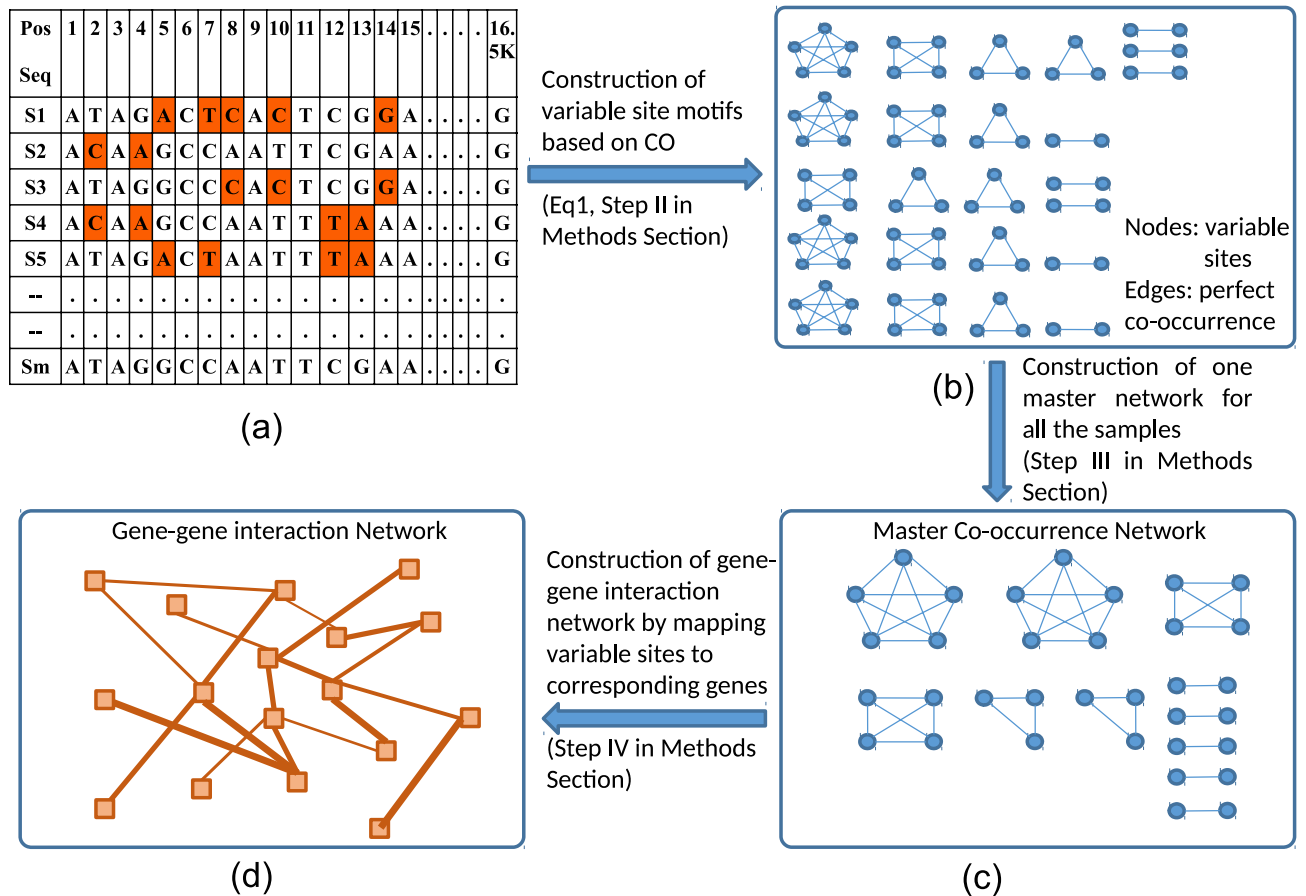 Pos 1 2 3 4 5 6 7 8 9 10 11 12 13 14 15 . . . . 16.
5K
Seq
S1 A T A G A C T C A C T C G G A . . . . G
S2 A C A A G C C A A T T C G A A . . . . G
S3 A T A G G C C C A C T C G G A . . . . G
S4 A C A A G C C A A T T T A A A . . . . G
S5 A T A G A C T A A T T T A A A . . . . G
-- . . . . . . . . . . . . . . . . . . . .
-- . . . . . . . . . . . . . . . . . . . .
Sm A T A G G C C A A T T C G A A . . . . G
(a)
Construction of
variable site motifs
based on CO
(Eq1, Step II in
Methods Section)
Nodes: variable
sites
Edges: perfect
co-occurrence
(b)
Construction of one
master network for
all the samples
(Step III in Methods
Section)
Master Co-occurrence Network
(c)
Construction of gene-
gene interaction
network by mapping
variable sites to
corresponding genes
(Step IV in Methods
Section)
Gene-gene interaction Network
(d)